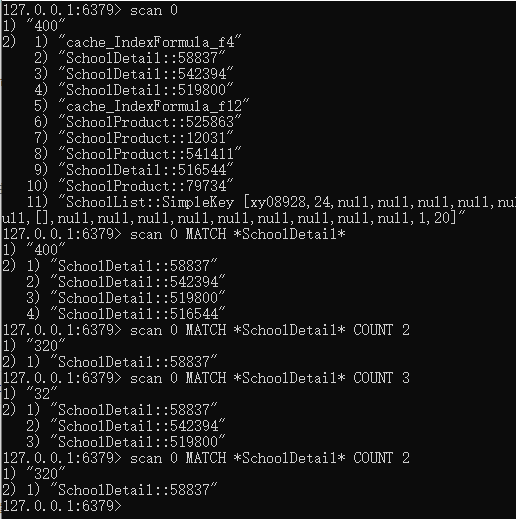 127.0.0.1:6379> scan 0
1) "400"
2)  1) "cache_IndexFormula_f4"
    2) "SchoolDetail::58837"
    3) "SchoolDetail::542394"
    4) "SchoolDetail::519800"
    5) "cache_IndexFormula_f12"
    6) "SchoolProduct::525863"
    7) "SchoolProduct::12031"
    8) "SchoolProduct::541411"
    9) "SchoolDetail::516544"
   10) "SchoolProduct::79734"
   11) "SchoolList::SimpleKey [xy08928,24,null,null,null,null,nu
ull,[],null,null,null,null,null,null,null,null,null,1,20]"
127.0.0.1:6379> scan 0 MATCH *SchoolDetail*
1) "400"
2) 1) "SchoolDetail::58837"
   2) "SchoolDetail::542394"
   3) "SchoolDetail::519800"
   4) "SchoolDetail::516544"
127.0.0.1:6379> scan 0 MATCH *SchoolDetail* COUNT 2
1) "320"
2) 1) "SchoolDetail::58837"
127.0.0.1:6379> scan 0 MATCH *SchoolDetail* COUNT 3
1) "32"
2) 1) "SchoolDetail::58837"
   2) "SchoolDetail::542394"
   3) "SchoolDetail::519800"
127.0.0.1:6379> scan 0 MATCH *SchoolDetail* COUNT 2
1) "320"
2) 1) "SchoolDetail::58837"
127.0.0.1:6379>